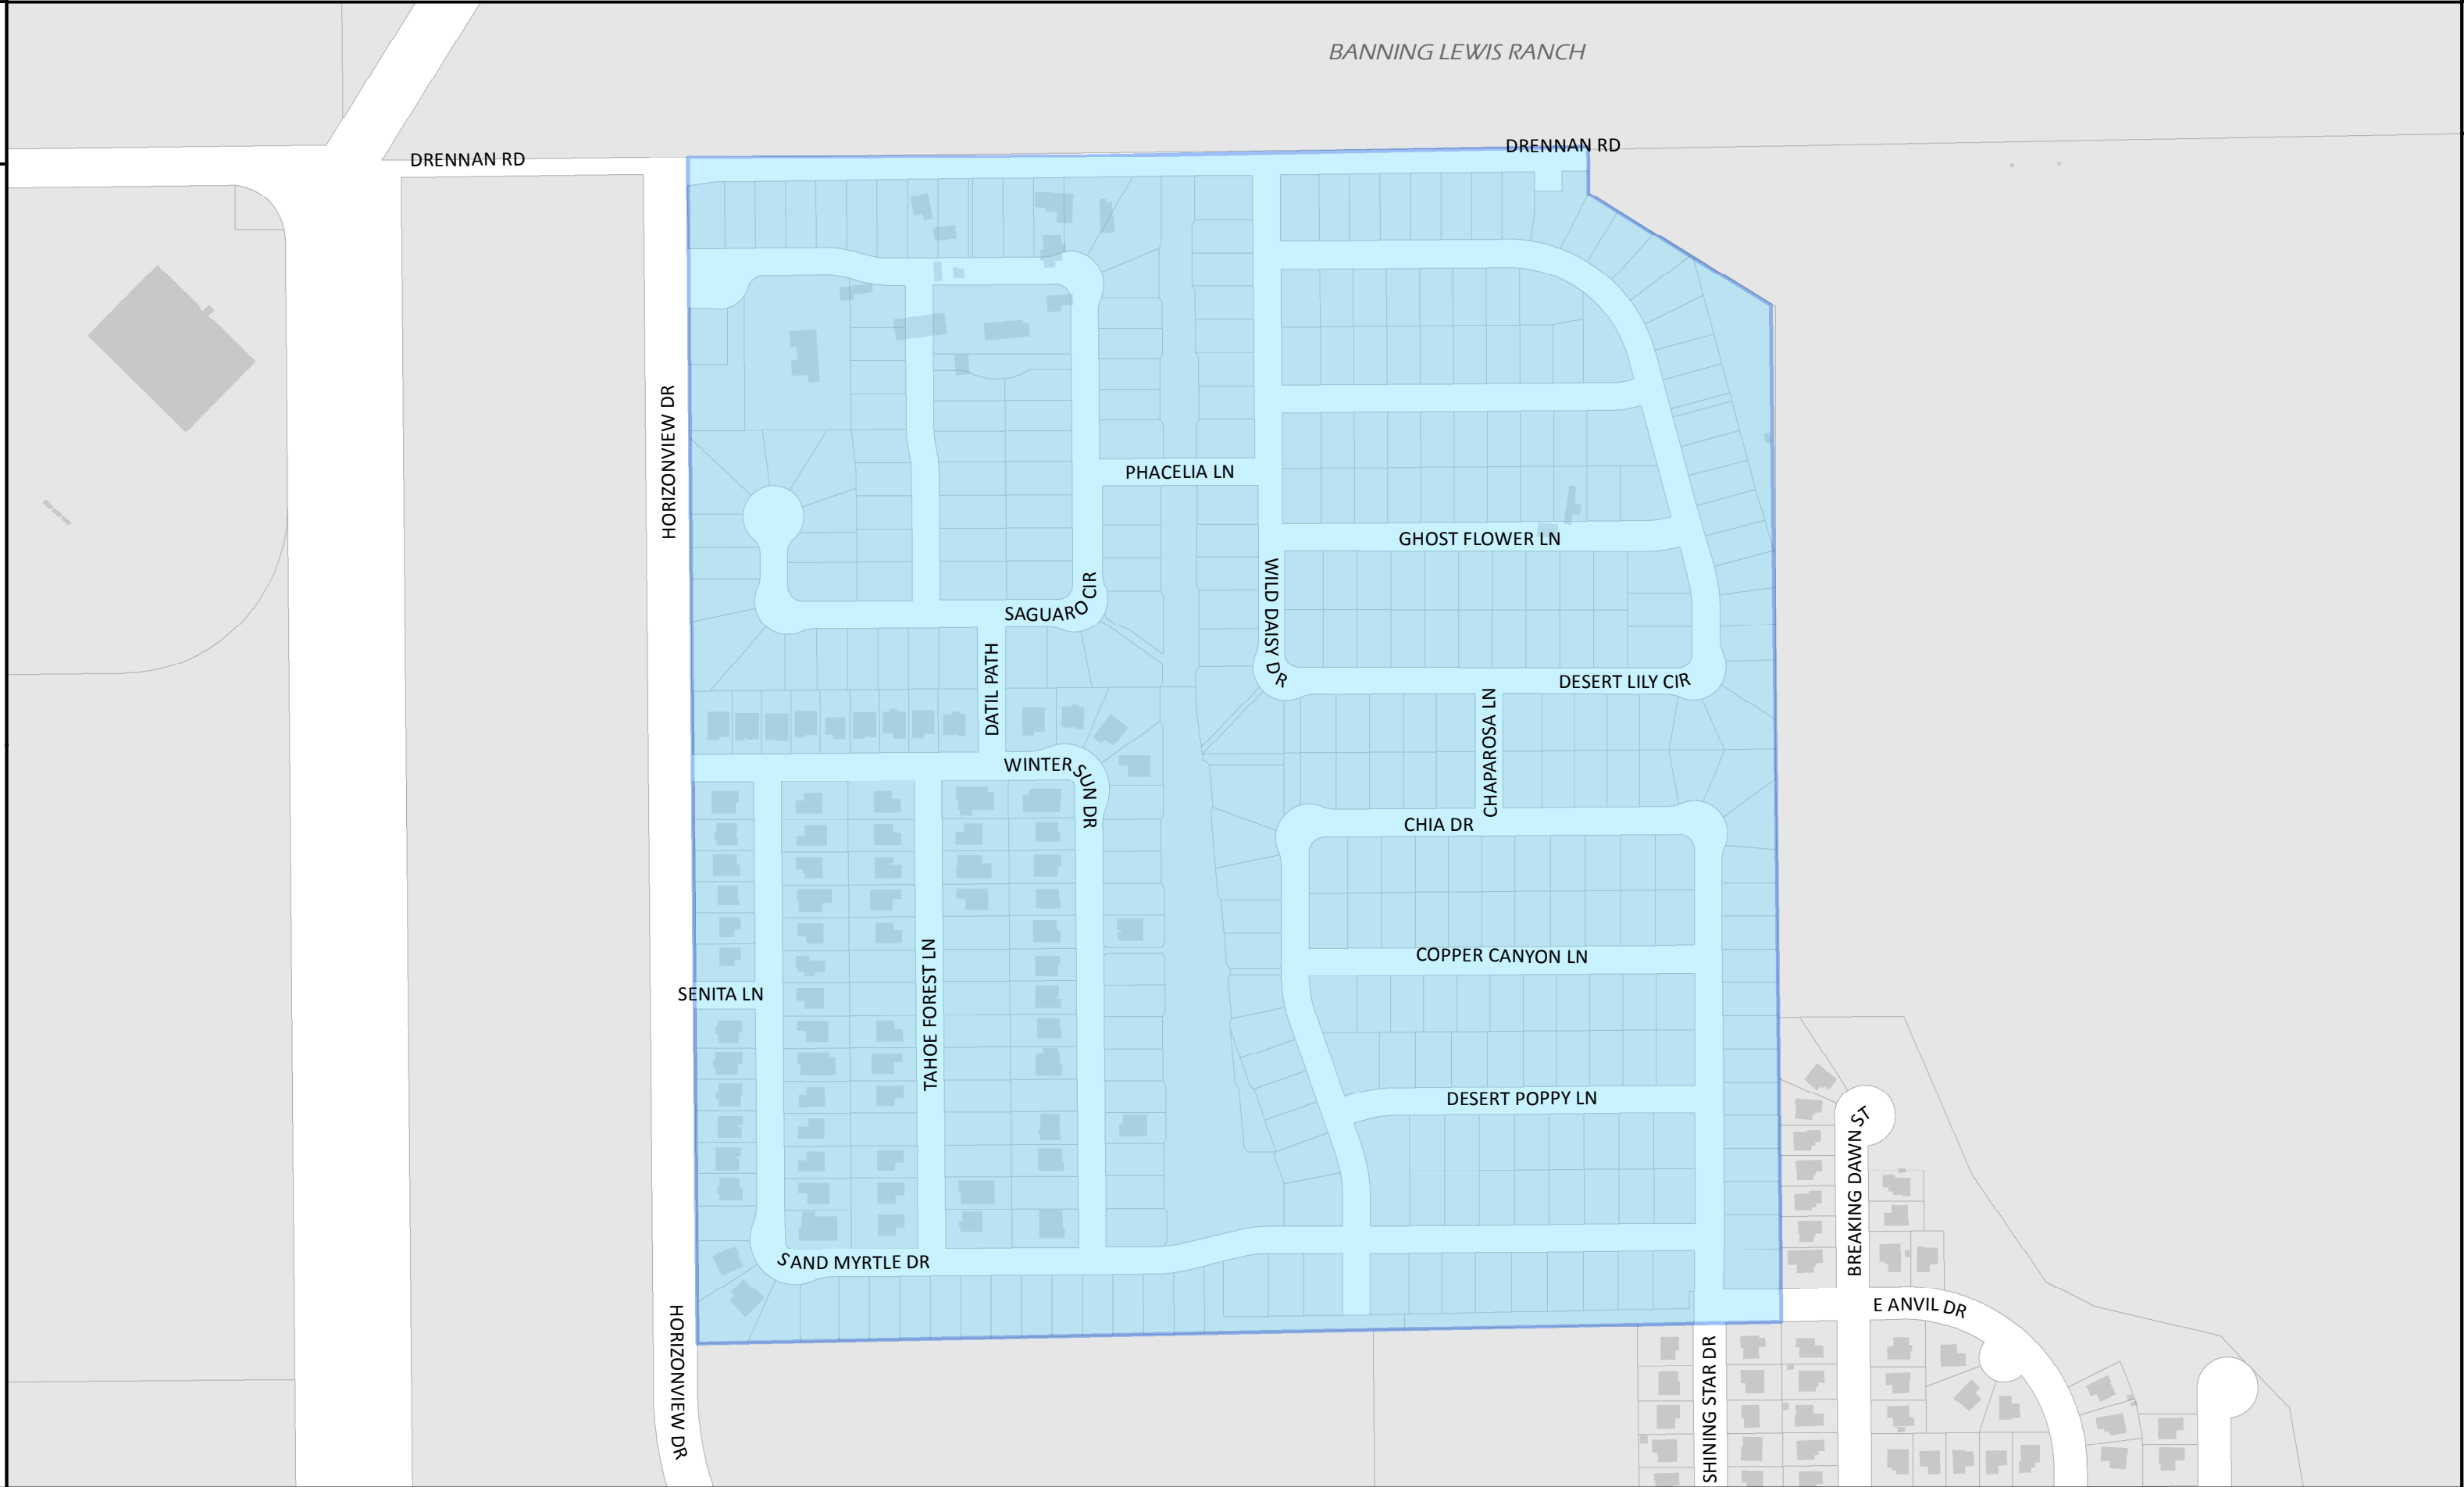 BANNING LEWIS RANCH
DRENNAN RD
DRENNAN RD
HORIZONVIEW DR
PHACELIA LN
GHOST FLOWER LN
WILD DAISY DR
SAGUARO CIR
DATIL PATH
DESERT LILY CIR
CHAPAROSA LN
WINTER SUN DR
CHIA DR
COPPER CANYON LN
SENITA LN
TAHOE FOREST LN
DESERT POPPY LN
BREAKING DAWN ST
SAND MYRTLE DR
E ANVIL DR
HORIZONVIEW DR
SHINING STAR DR